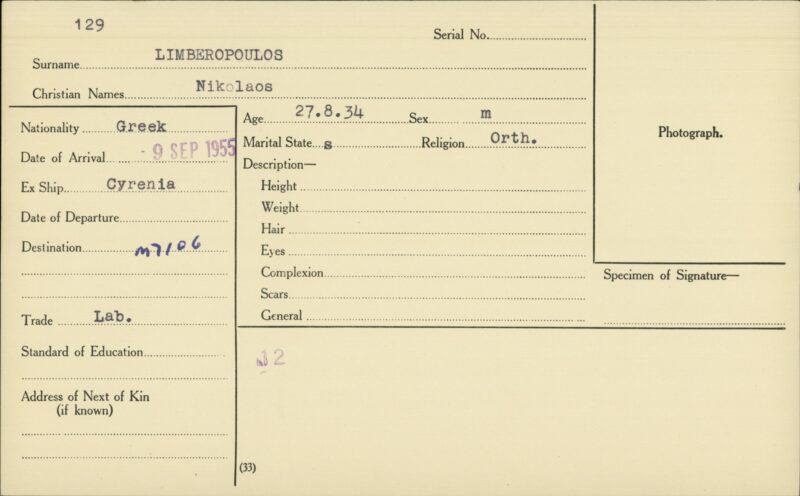 129
Serial No.
Surname LIMBEROPOULOS
Christian Names Nikolaos
Nationality Greek
Date of Arrival - 9 SEP 1955
Ex Ship Cyrenia
Date of Departure
Destination M7106
Trade Lab.
Standard of Education
Address of Next of Kin
(if known)
Age 27.8.34 Sex m
Marital State s Religion Orth.
Description—
Height
Weight
Hair
Eyes
Complexion
Scars
General
2
(33)
Photograph.
Specimen of Signature—